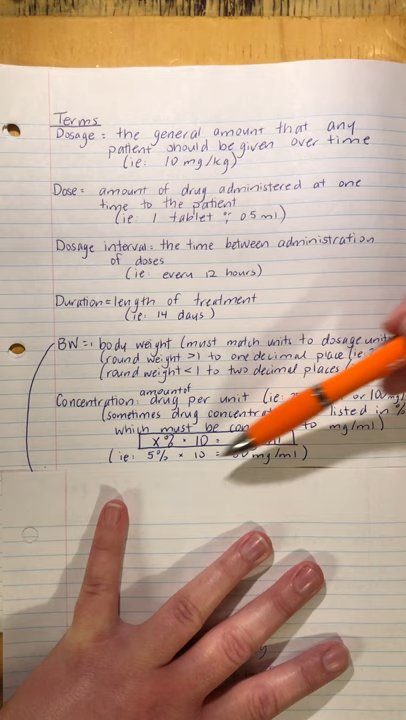 Terms
Dosage = the general amount that any
patient should be given over time
(ie: 10 mg/kg)
Dose = amount of drug administered at one
time to the patient
(ie: 1 tablet or 0.5 ml)
Dosage interval = the time between administration
of doses
(ie: every 12 hours)
Duration = length of treatment
(ie: 14 days)
BW = body weight (must match units to dosage units
(round weight >1 to one decimal place (ie:
(round weight <1 to two decimal places
amount of
Concentration: drug per unit (ie: or 100 mg/
(sometimes drug listed in %
which must be to mg/ml)
x% × 10 =
(ie: 5% × 10 = mg/ml)